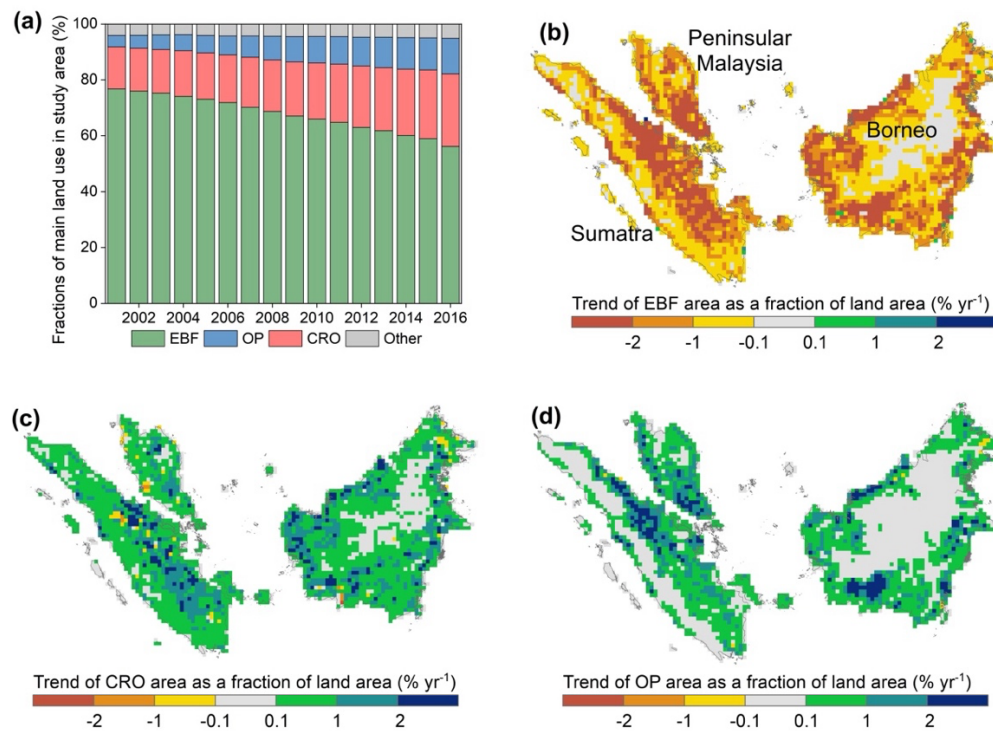 (a)
Fractions of main land use in study area (%)
100
80
60
40
20
0
2002 2004 2006 2008 2010 2012 2014 2016
EBF OP CRO Other
(b)
Peninsular
Malaysia
Borneo
Sumatra
Trend of EBF area as a fraction of land area (% yr⁻¹)
-2 -1 -0.1 0.1 1 2
(c)
Trend of CRO area as a fraction of land area (% yr⁻¹)
-2 -1 -0.1 0.1 1 2
(d)
Trend of OP area as a fraction of land area (% yr⁻¹)
-2 -1 -0.1 0.1 1 2